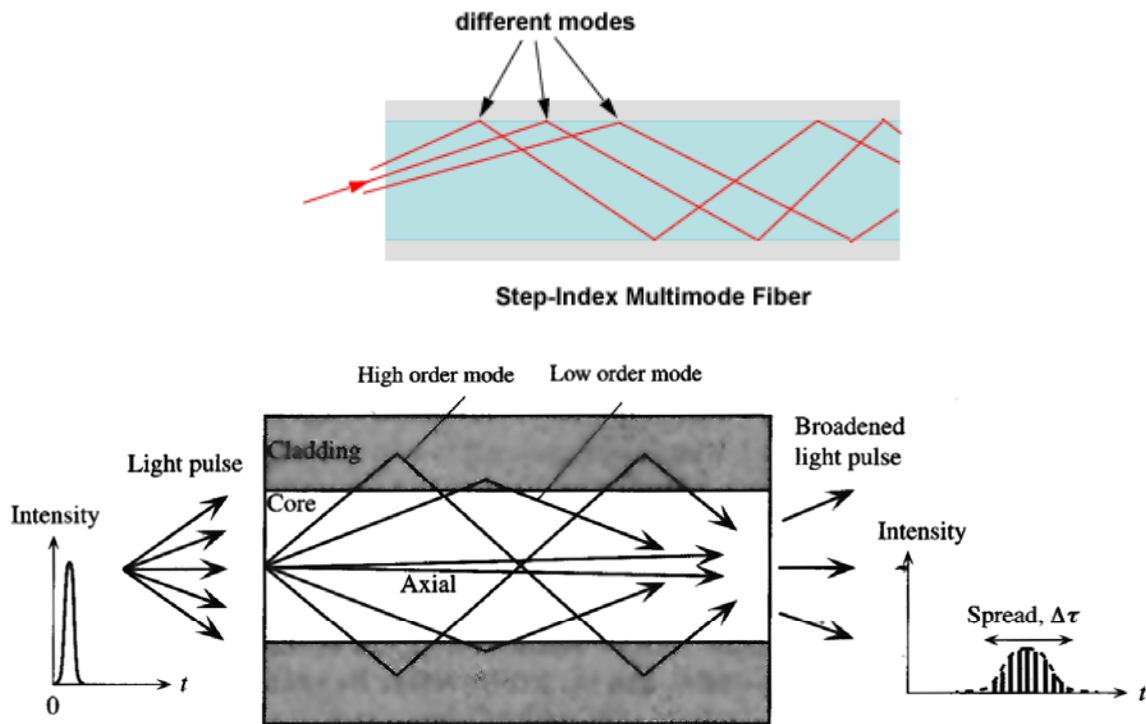 different modes
Step-Index Multimode Fiber
High order mode
Low order mode
Broadened
light pulse
Light pulse
Cladding
Core
Intensity
Intensity
Axial
Spread, Δτ
t
0
t